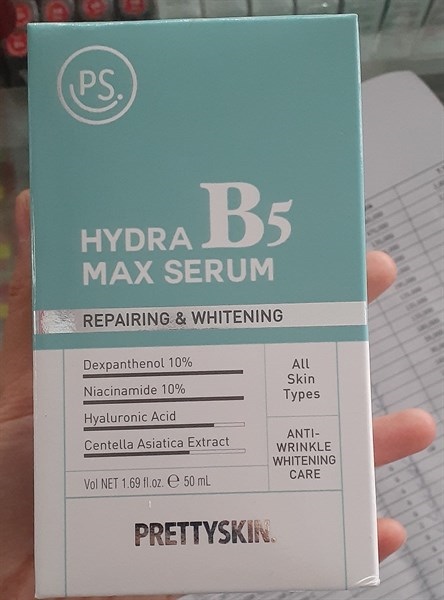 PS.
HYDRA B5
MAX SERUM
REPAIRING & WHITENING
Dexpanthenol 10%
Niacinamide 10%
Hyaluronic Acid
Centella Asiatica Extract
All
Skin
Types
ANTI-
WRINKLE
WHITENING
CARE
Vol NET 1.69 fl.oz. ℮ 50 mL
PRETTYSKIN.